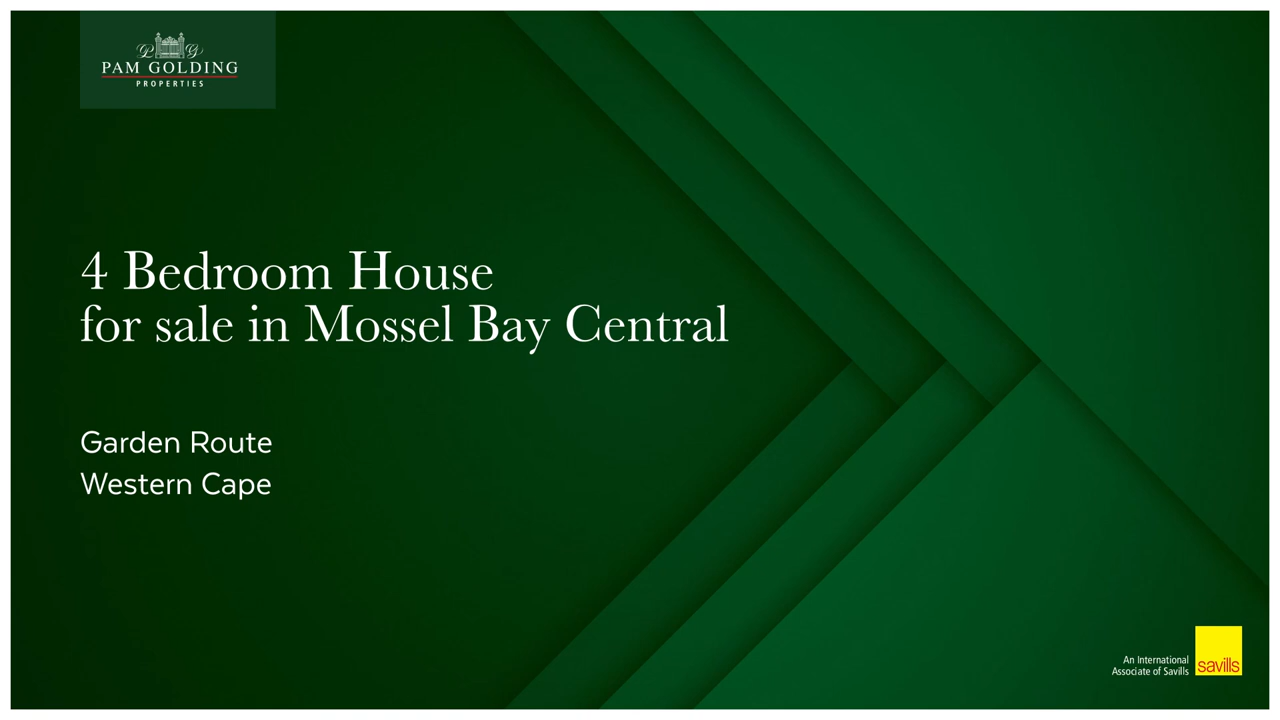 PG
PAM GOLDING
PROPERTIES
4 Bedroom House
for sale in Mossel Bay Central
Garden Route
Western Cape
An International
Associate of Savills
savills